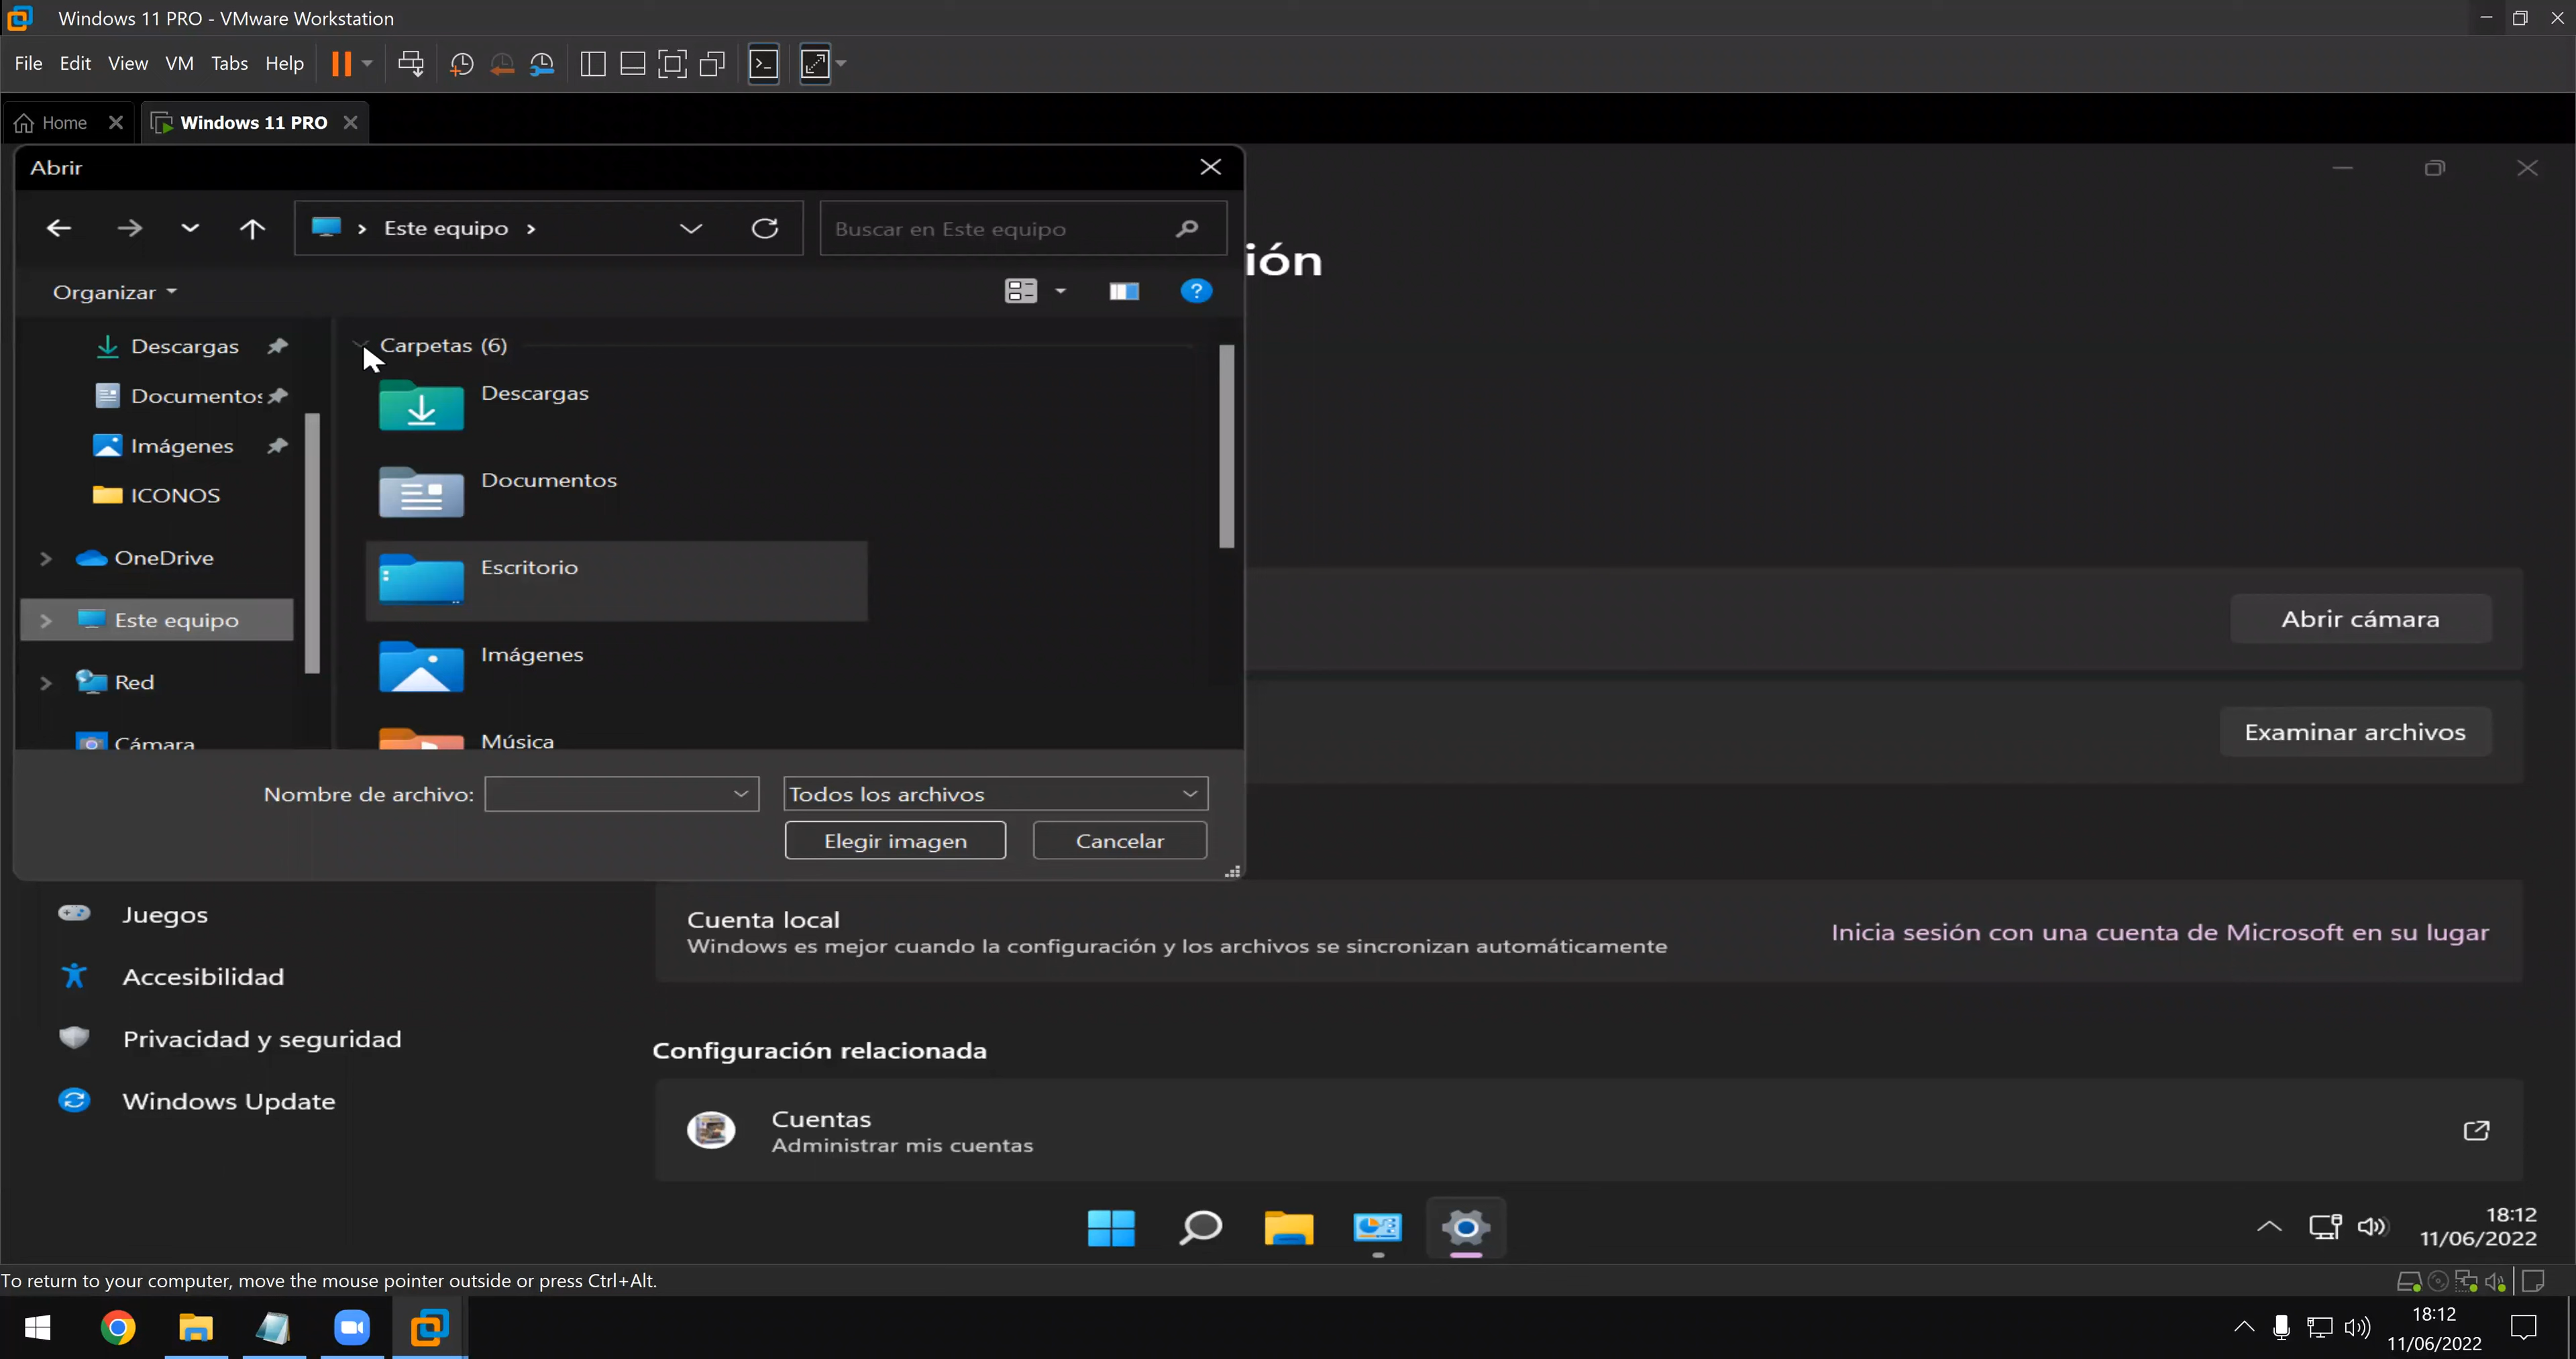 Windows 11 PRO - VMware Workstation
File Edit View VM Tabs Help
Home
Windows 11 PRO
Abrir
Este equipo
Buscar en Este equipo
ión
Organizar
Descargas
Documentos
Imágenes
ICONOS
OneDrive
Este equipo
Red
Cámara
Carpetas (6)
Descargas
Documentos
Escritorio
Imágenes
Música
Nombre de archivo:
Todos los archivos
Elegir imagen
Cancelar
Abrir cámara
Examinar archivos
Juegos
Accesibilidad
Privacidad y seguridad
Windows Update
Cuenta local
Windows es mejor cuando la configuración y los archivos se sincronizan automáticamente
Inicia sesión con una cuenta de Microsoft en su lugar
Configuración relacionada
Cuentas
Administrar mis cuentas
18:12
11/06/2022
To return to your computer, move the mouse pointer outside or press Ctrl+Alt.
18:12
11/06/2022